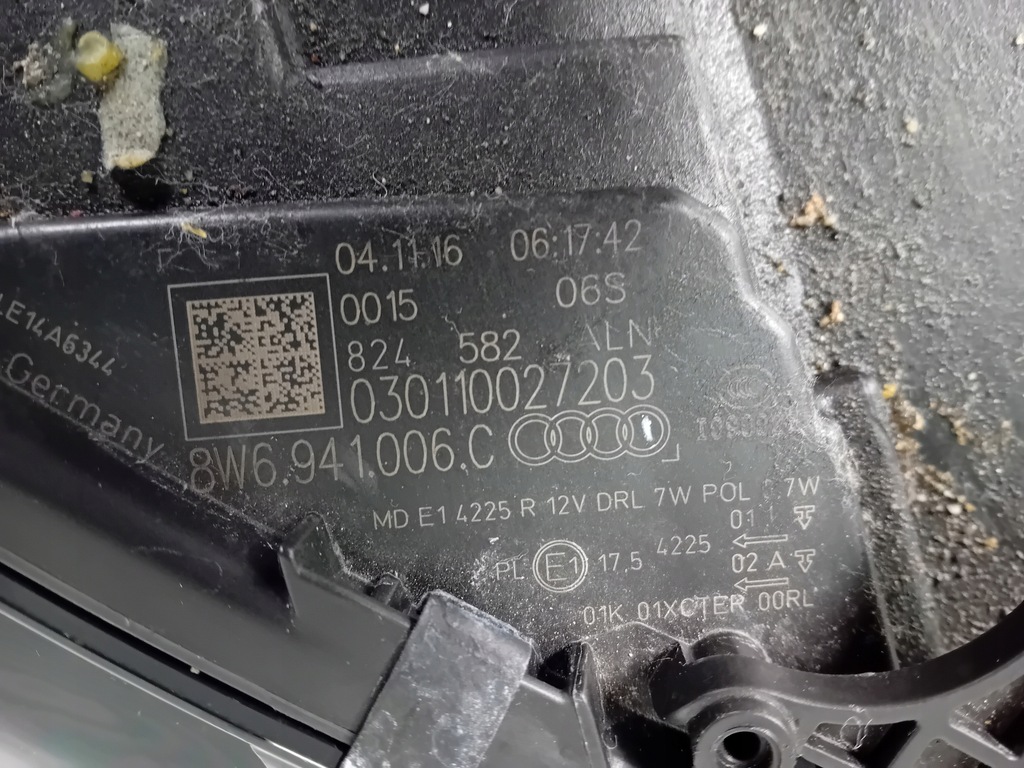 04.11.16 06:17:42
0015 06S
824 582 ALN
030110027203
8W6.941.006.C
LE14A6344
Germany
MD E1 4225 R 12V DRL 7W POL 7W
01
4225
PL E1 17,5 02 A
01K 01XCTER 00RL